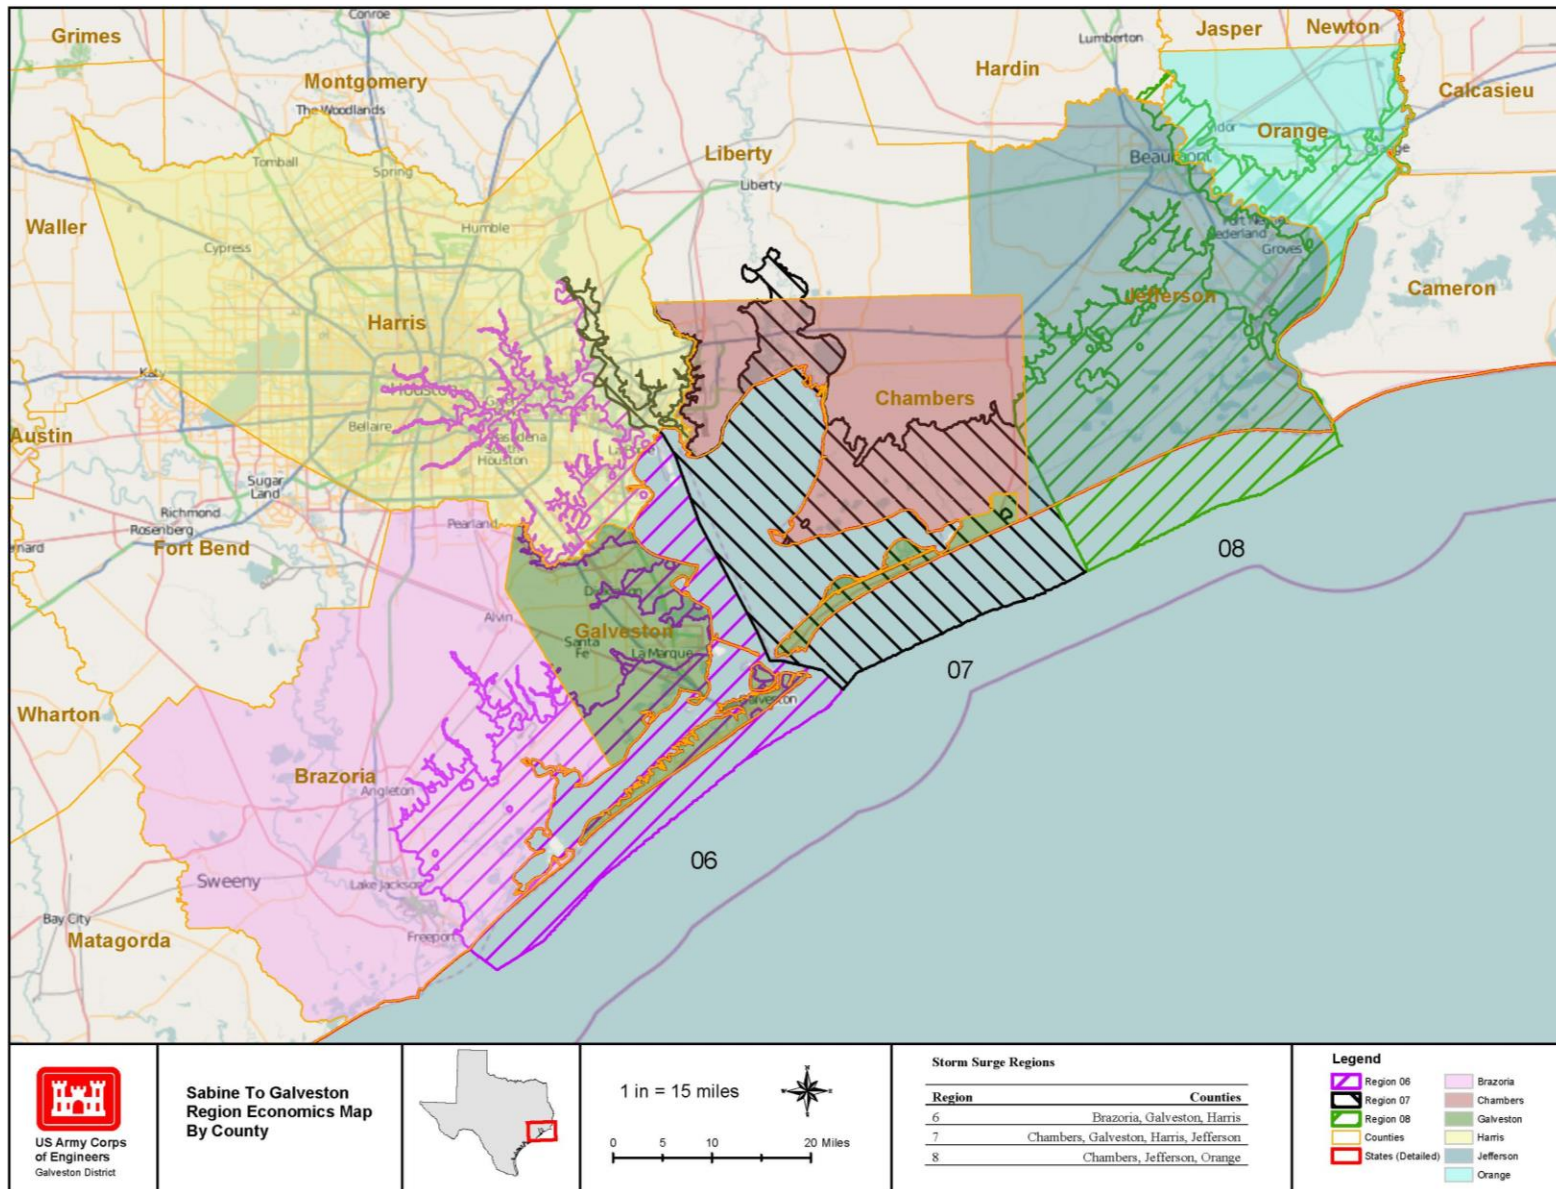 Conroe
Jasper
Newton
Grimes
Lumberton
Hardin
Montgomery
The Woodlands
Calcasieu
Vidor
Orange
Orange
Liberty
Beaumont
Tomball
Spring
Liberty
Waller
Humble
Cypress
Nederland
Groves
Jefferson
Cameron
Harris
Katy
Houston
Chambers
Bellaire
Pasadena
South
Houston
La Porte
Austin
Sugar
Land
Richmond
Rosenberg
Pearland
Fort Bend
08
Dickinson
Alvin
Galveston
Santa
Fe
La Marque
07
Wharton
Galveston
Brazoria
Angleton
06
Sweeny
Lake Jackson
Bay City
Matagorda
Freeport
US Army Corps
of Engineers
Galveston District
Sabine To Galveston
Region Economics Map
By County
1 in = 15 miles
0 5 10 20 Miles
Storm Surge Regions
Region Counties
6 Brazoria, Galveston, Harris
7 Chambers, Galveston, Harris, Jefferson
8 Chambers, Jefferson, Orange
Legend
Region 06 Brazoria
Region 07 Chambers
Region 08 Galveston
Counties Harris
States (Detailed) Jefferson
Orange